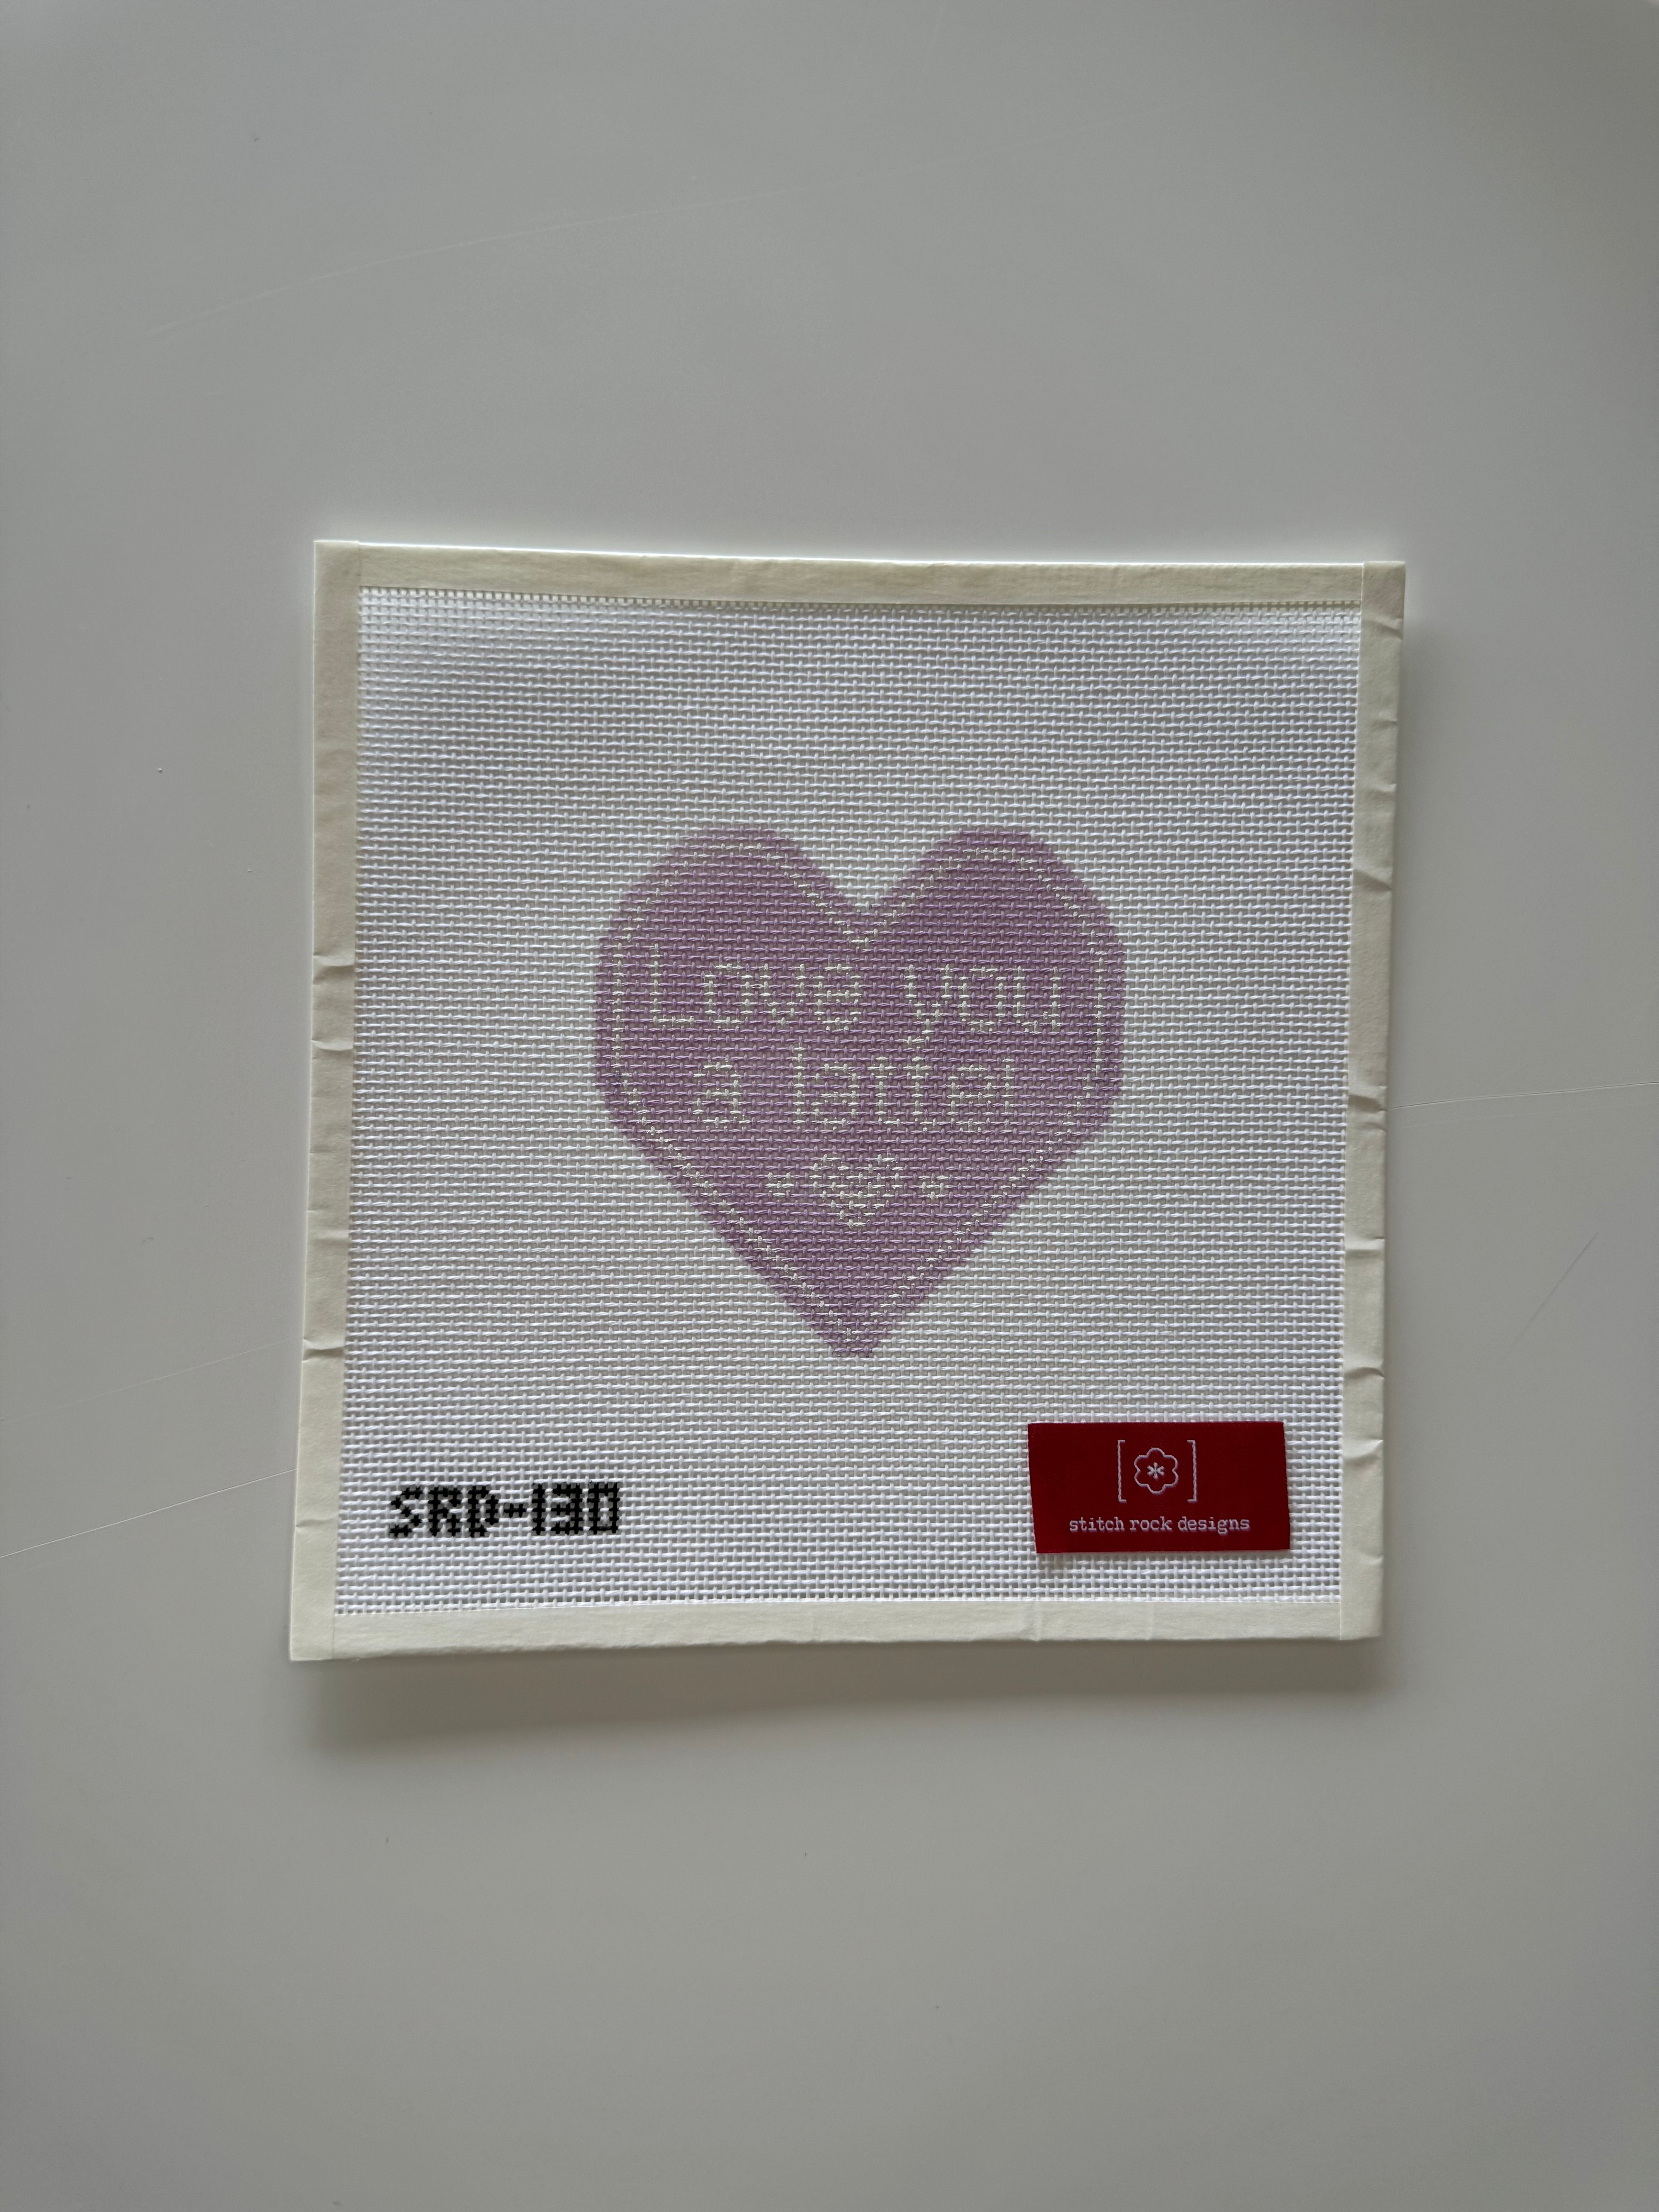 Love you
a latte!
SRD-130
stitch rock designs